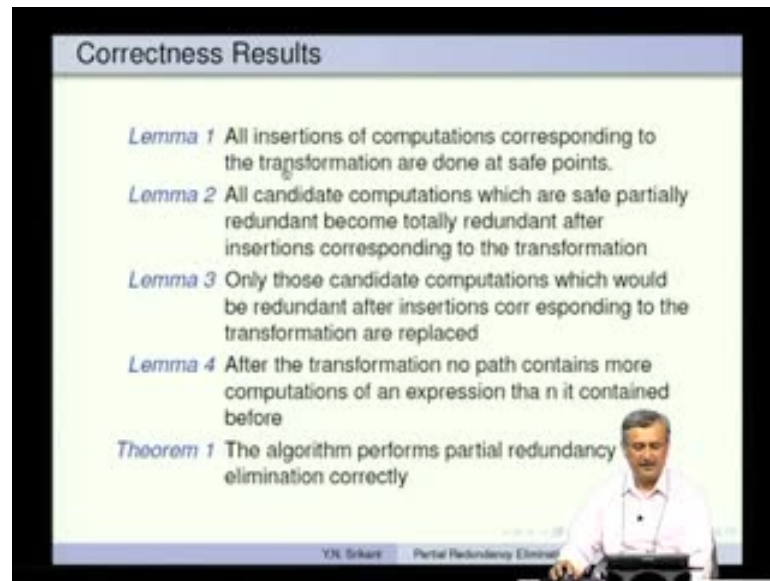 Correctness Results
Lemma 1 All insertions of computations corresponding to
the transformation are done at safe points.
Lemma 2 All candidate computations which are safe partially
redundant become totally redundant after
insertions corresponding to the transformation
Lemma 3 Only those candidate computations which would
be redundant after insertions corr esponding to the
transformation are replaced
Lemma 4 After the transformation no path contains more
computations of an expression tha n it contained
before
Theorem 1 The algorithm performs partial redundancy
elimination correctly
Y.N. Srikant Partial Redundancy